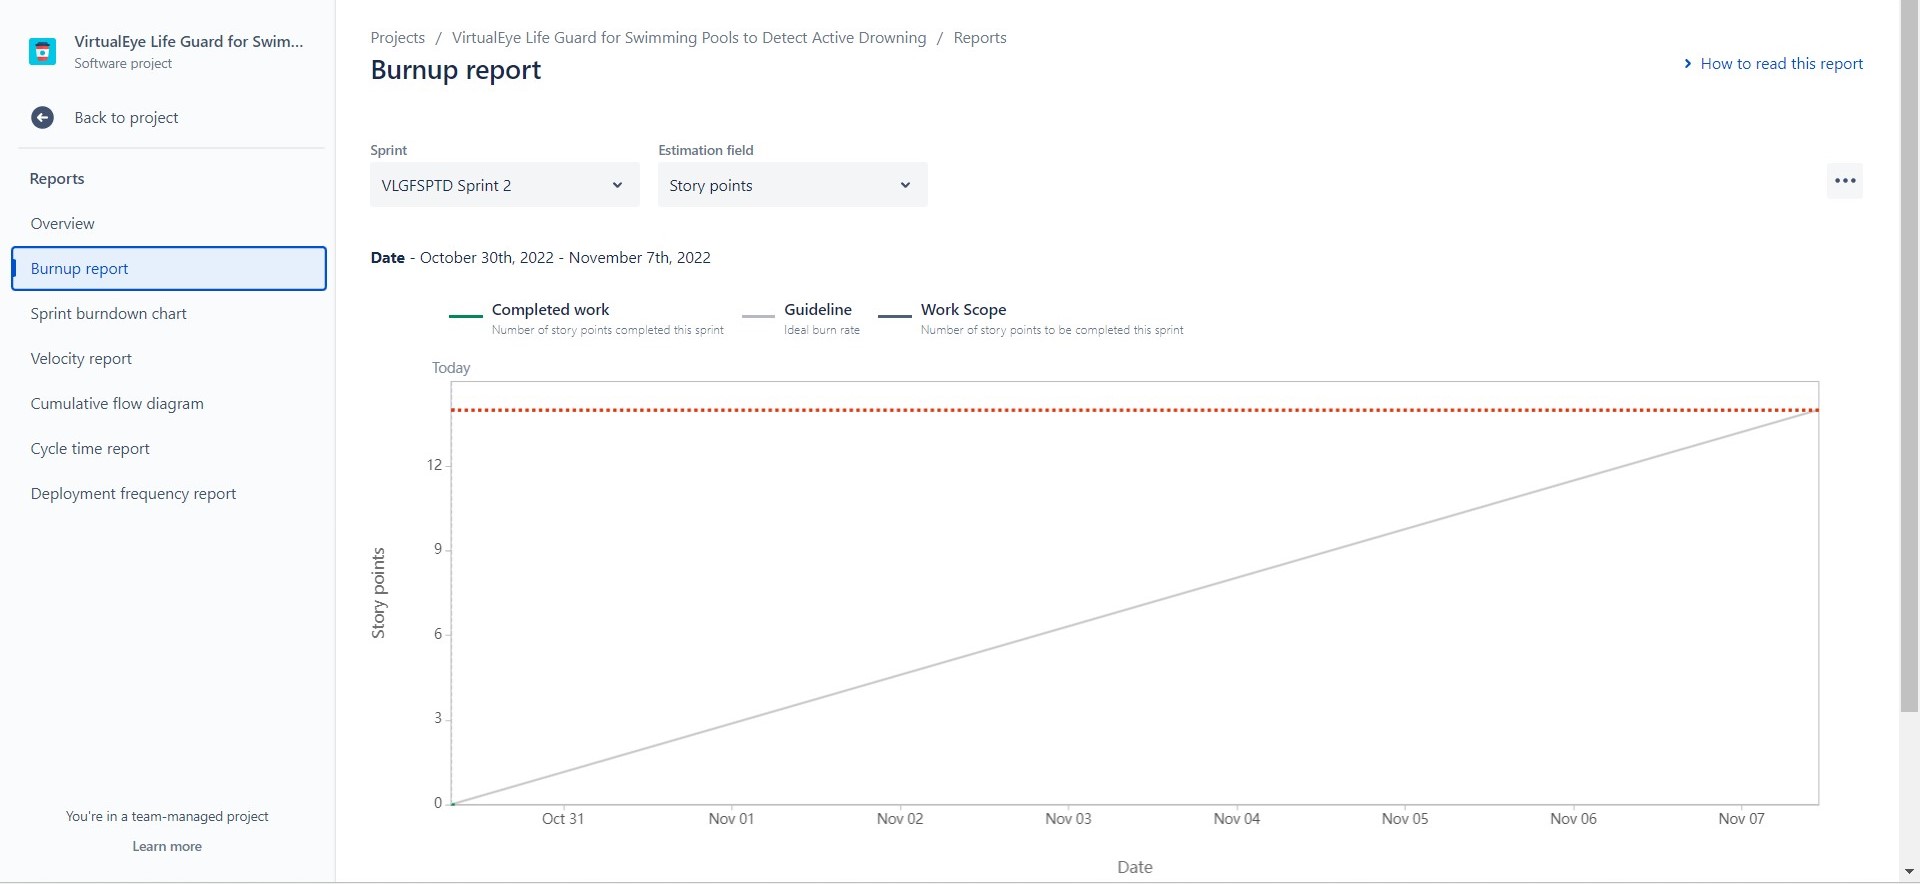 VirtualEye Life Guard for Swim...
Software project
Back to project
Reports
Overview
Burnup report
Sprint burndown chart
Velocity report
Cumulative flow diagram
Cycle time report
Deployment frequency report
You're in a team-managed project
Learn more
Projects / VirtualEye Life Guard for Swimming Pools to Detect Active Drowning / Reports
Burnup report
How to read this report
Sprint Estimation field
VLGFSPTD Sprint 2 Story points
Date - October 30th, 2022 - November 7th, 2022
Completed work Guideline Work Scope
Number of story points completed this sprint Ideal burn rate Number of story points to be completed this sprint
Today
12
9
6
3
0
Story points
Oct 31 Nov 01 Nov 02 Nov 03 Nov 04 Nov 05 Nov 06 Nov 07
Date